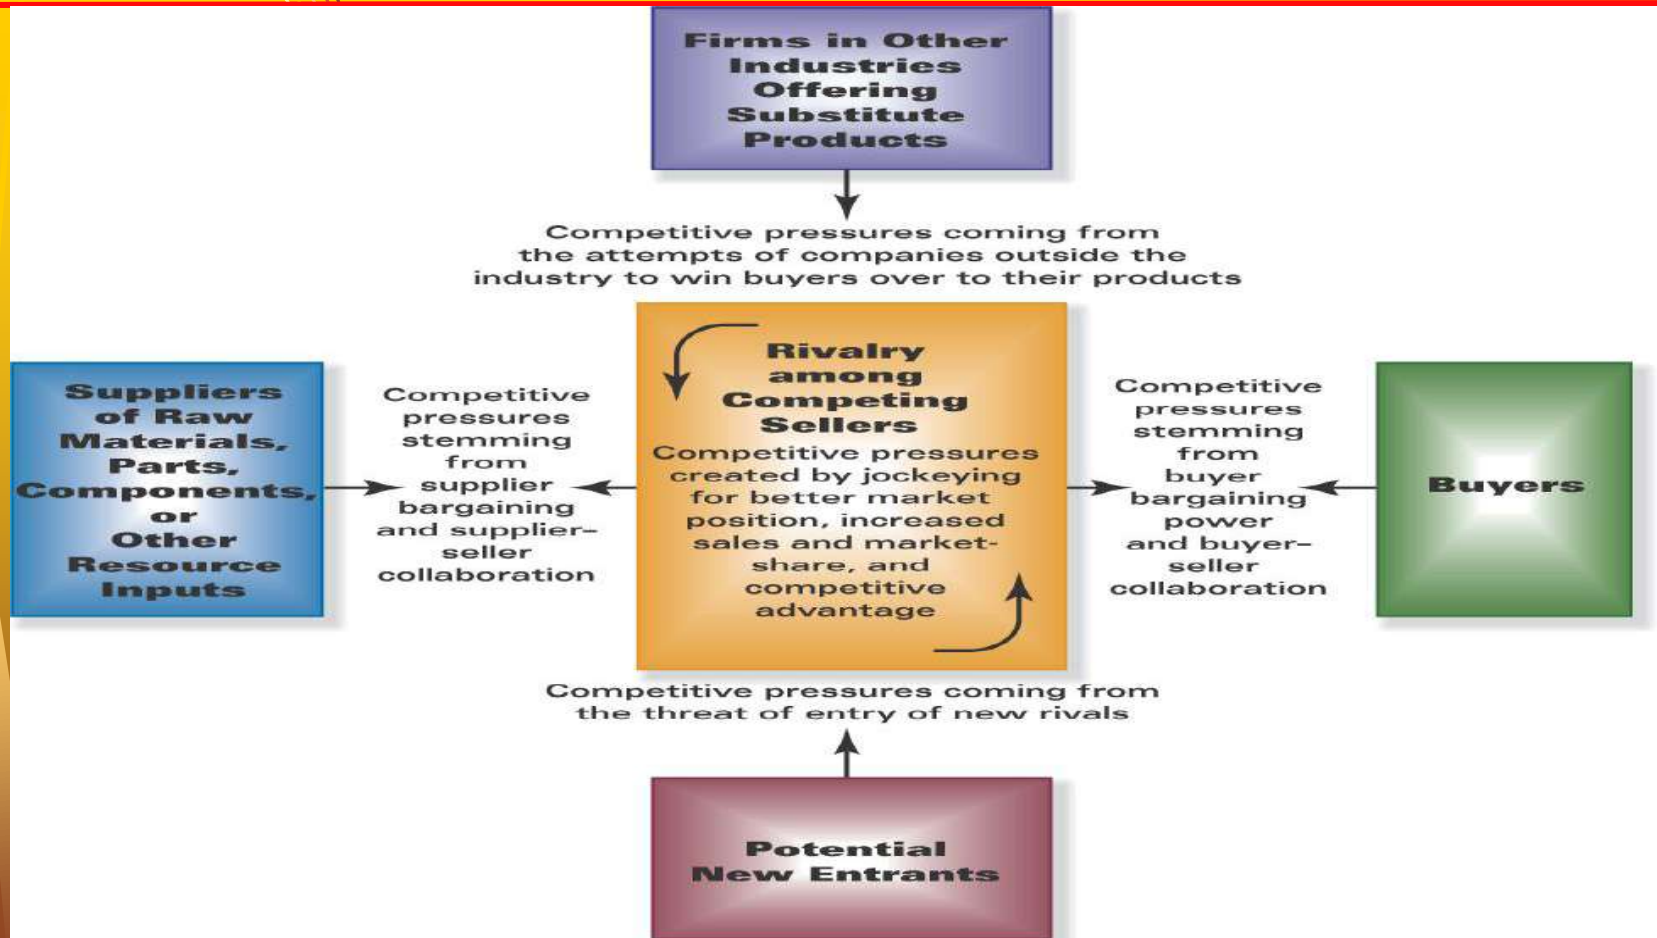 Firms in Other
Industries
Offering
Substitute
Products
Competitive pressures coming from
the attempts of companies outside the
industry to win buyers over to their products
Suppliers
of Raw
Materials,
Parts,
Components,
or
Other
Resource
Inputs
Competitive
pressures
stemming
from
supplier
bargaining
and supplier–
seller
collaboration
Rivalry
among
Competing
Sellers
Competitive pressures
created by jockeying
for better market
position, increased
sales and market-
share, and
competitive
advantage
Competitive
pressures
stemming
from
buyer
bargaining
power
and buyer–
seller
collaboration
Buyers
Competitive pressures coming from
the threat of entry of new rivals
Potential
New Entrants